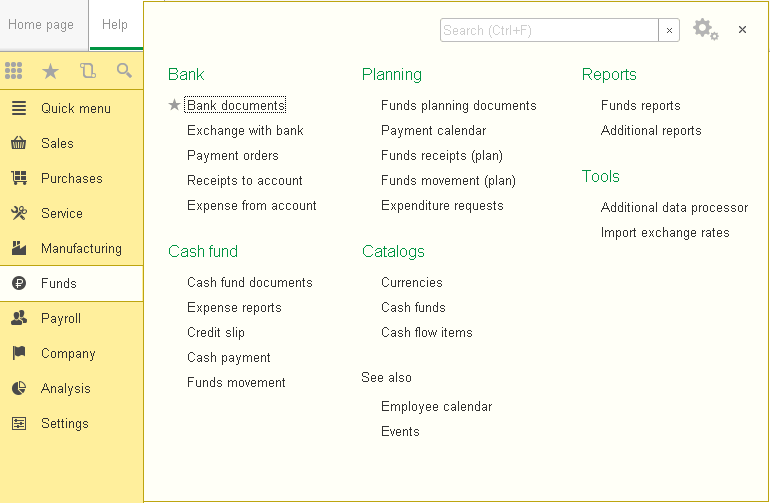 Home page
Help
Search (Ctrl+F)
×
×
Quick menu
Sales
Purchases
Service
Manufacturing
Funds
Payroll
Company
Analysis
Settings
Bank
Bank documents
Exchange with bank
Payment orders
Receipts to account
Expense from account
Cash fund
Cash fund documents
Expense reports
Credit slip
Cash payment
Funds movement
Planning
Funds planning documents
Payment calendar
Funds receipts (plan)
Funds movement (plan)
Expenditure requests
Catalogs
Currencies
Cash funds
Cash flow items
See also
Employee calendar
Events
Reports
Funds reports
Additional reports
Tools
Additional data processor
Import exchange rates